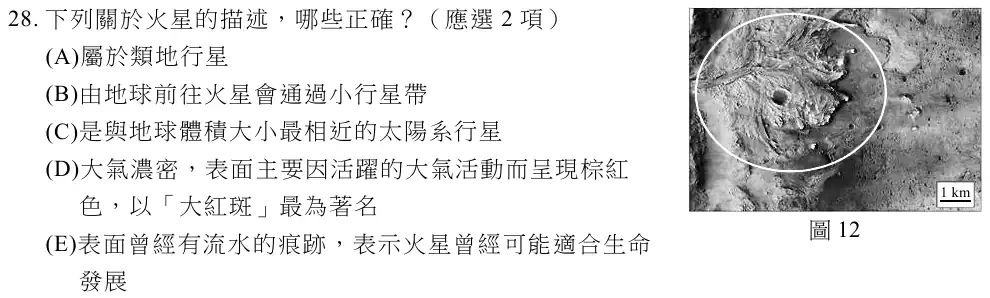 28. 下列關於火星的描述，哪些正確？（應選 2 項）
(A)屬於類地行星
(B)由地球前往火星會通過小行星帶
(C)是與地球體積大小最相近的太陽系行星
(D)大氣濃密，表面主要因活躍的大氣活動而呈現棕紅
色，以「大紅斑」最為著名
(E)表面曾經有流水的痕跡，表示火星曾經可能適合生命
發展
1 km
圖 12